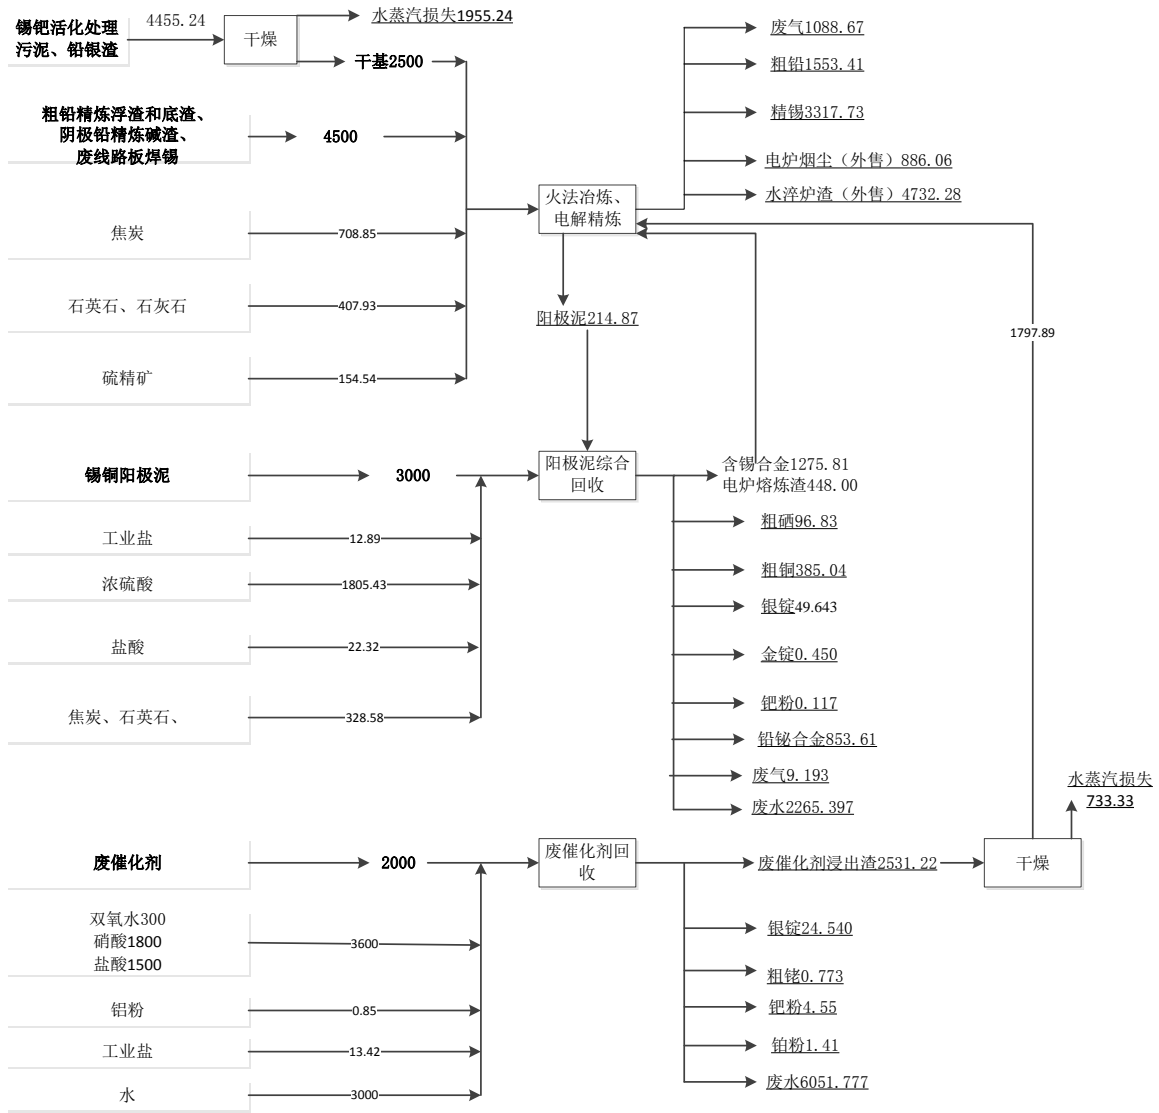 锡钯活化处理
污泥、铅银渣
4455.24
干燥
水蒸汽损失1955.24
干基2500
粗铅精炼浮渣和底渣、
阴极铅精炼碱渣、
废线路板焊锡
4500
焦炭
708.85
石英石、石灰石
407.93
硫精矿
154.54
火法冶炼、
电解精炼
废气1088.67
粗铅1553.41
精锡3317.73
电炉烟尘（外售）886.06
水淬炉渣（外售）4732.28
阳极泥214.87
1797.89
锡铜阳极泥
3000
工业盐
12.89
浓硫酸
1805.43
盐酸
22.32
焦炭、石英石、
328.58
阳极泥综合
回收
含锡合金1275.81
电炉熔炼渣448.00
粗硒96.83
粗铜385.04
银锭49.643
金锭0.450
钯粉0.117
铅铋合金853.61
废气9.193
废水2265.397
水蒸汽损失
733.33
废催化剂
2000
双氧水300
硝酸1800
盐酸1500
3600
铝粉
0.85
工业盐
13.42
水
3000
废催化剂回
收
废催化剂浸出渣2531.22
干燥
银锭24.540
粗铑0.773
钯粉4.55
铂粉1.41
废水6051.777